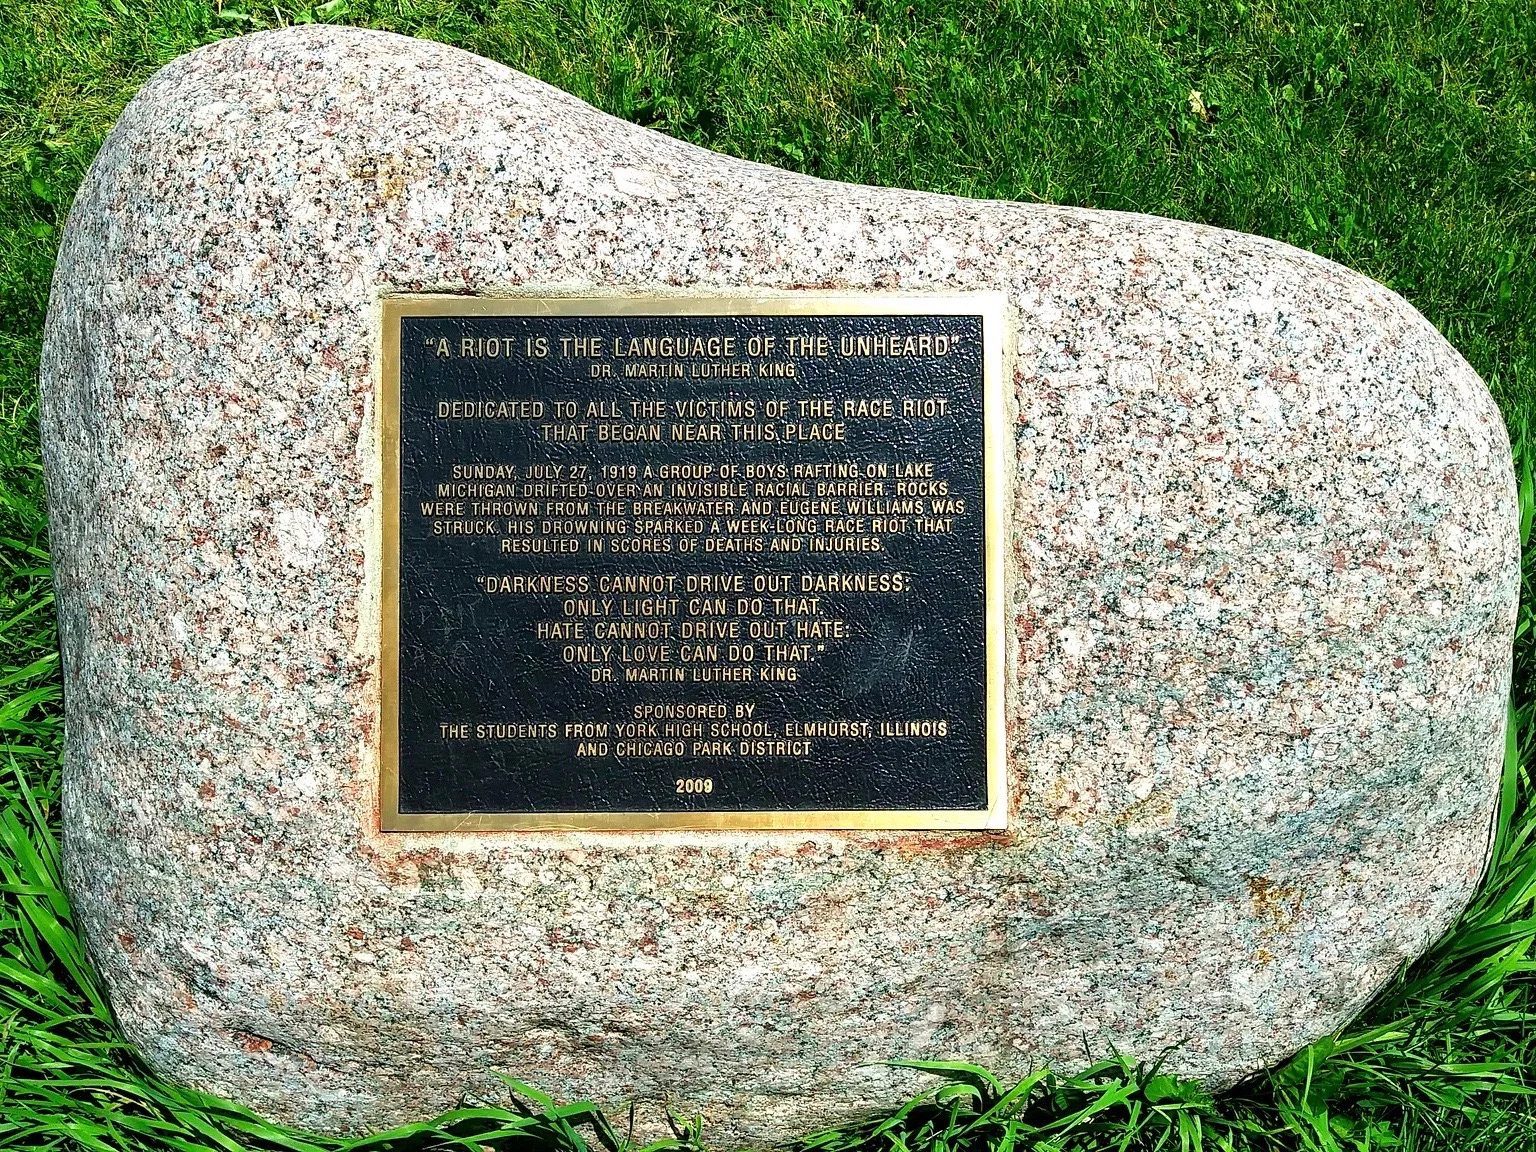 “A RIOT IS THE LANGUAGE OF THE UNHEARD”
DR. MARTIN LUTHER KING
DEDICATED TO ALL THE VICTIMS OF THE RACE RIOT
THAT BEGAN NEAR THIS PLACE
SUNDAY, JULY 27, 1919 A GROUP OF BOYS RAFTING ON LAKE
MICHIGAN DRIFTED OVER AN INVISIBLE RACIAL BARRIER. ROCKS
WERE THROWN FROM THE BREAKWATER AND EUGENE WILLIAMS WAS
STRUCK. HIS DROWNING SPARKED A WEEK-LONG RACE RIOT THAT
RESULTED IN SCORES OF DEATHS AND INJURIES.
“DARKNESS CANNOT DRIVE OUT DARKNESS:
ONLY LIGHT CAN DO THAT.
HATE CANNOT DRIVE OUT HATE:
ONLY LOVE CAN DO THAT.”
DR. MARTIN LUTHER KING
SPONSORED BY
THE STUDENTS FROM YORK HIGH SCHOOL, ELMHURST, ILLINOIS
AND CHICAGO PARK DISTRICT
2009